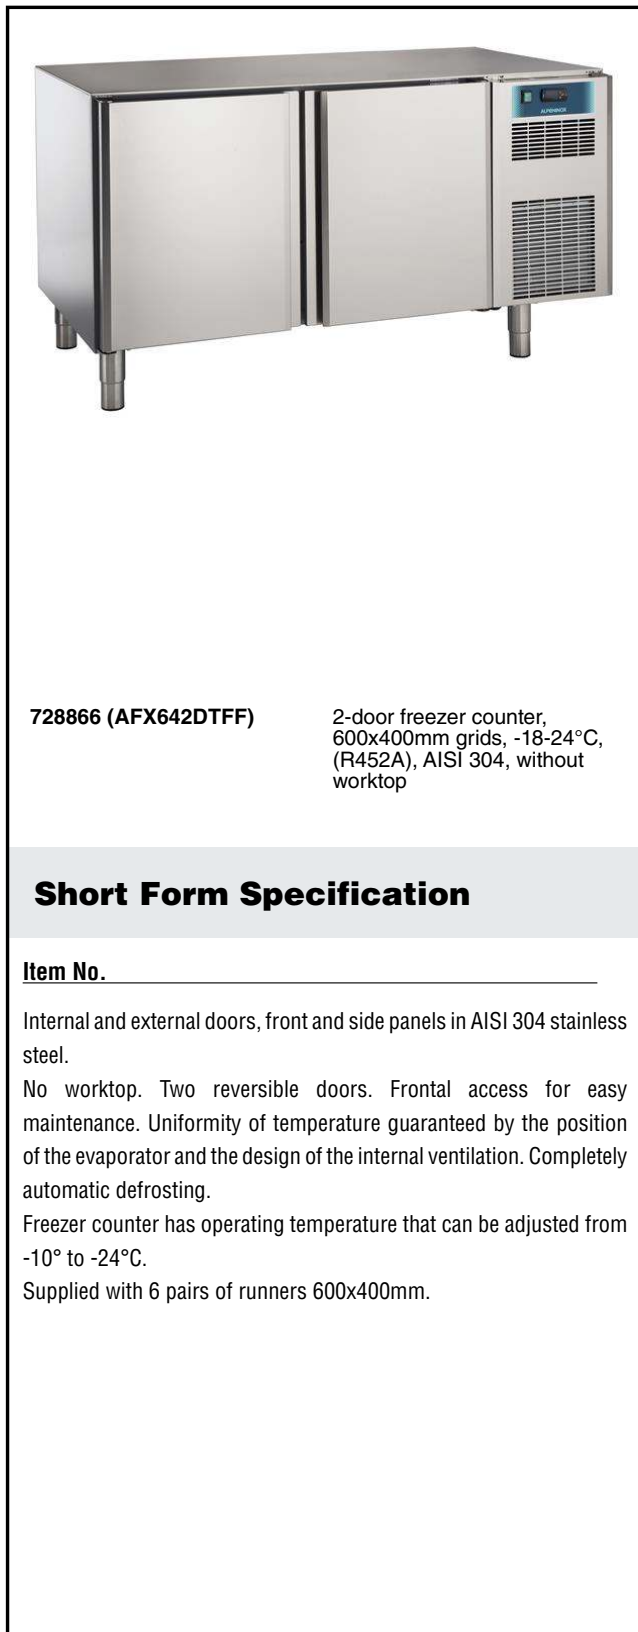 ALPENINOX
728866 (AFX642DTFF)
2-door freezer counter,
600x400mm grids, -18-24°C,
(R452A), AISI 304, without
worktop
Short Form Specification
Item No.
Internal and external doors, front and side panels in AISI 304 stainless
steel.
No worktop. Two reversible doors. Frontal access for easy
maintenance. Uniformity of temperature guaranteed by the position
of the evaporator and the design of the internal ventilation. Completely
automatic defrosting.
Freezer counter has operating temperature that can be adjusted from
-10° to -24°C.
Supplied with 6 pairs of runners 600x400mm.